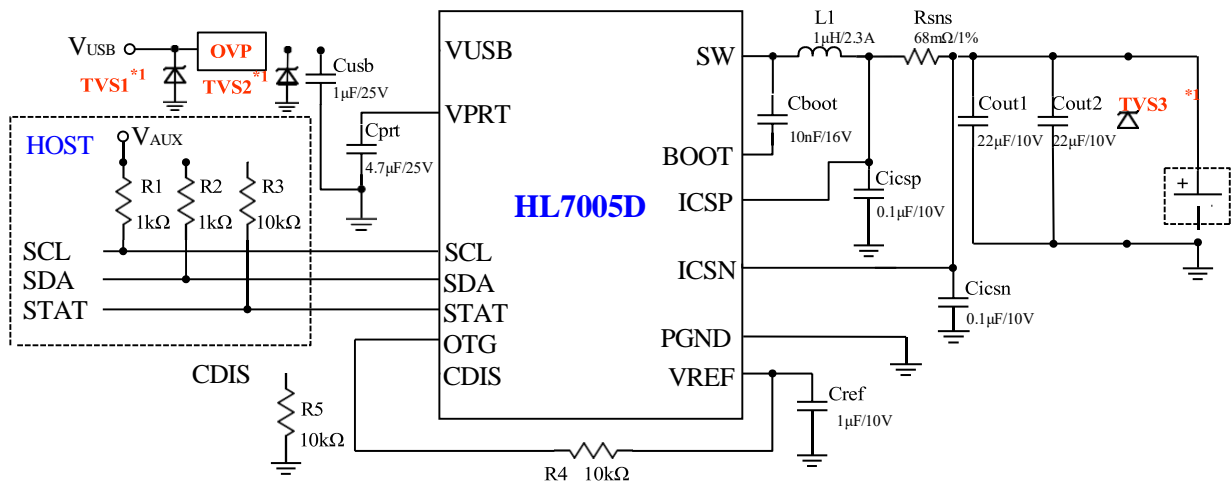 VUSB
OVP
TVS1*1
TVS2*1
Cusb
1μF/25V
Cprt
4.7μF/25V
HOST
VAUX
R1
1kΩ
R2
1kΩ
R3
10kΩ
SCL
SDA
STAT
CDIS
R5
10kΩ
VUSB
VPRT
SCL
SDA
STAT
OTG
CDIS
HL7005D
SW
BOOT
ICSP
ICSN
PGND
VREF
R4
10kΩ
L1
1μH/2.3A
Rsns
68mΩ/1%
Cboot
10nF/16V
Cicsp
0.1μF/10V
Cicsn
0.1μF/10V
Cref
1μF/10V
Cout1
22μF/10V
Cout2
22μF/10V
TVS3 *1
+